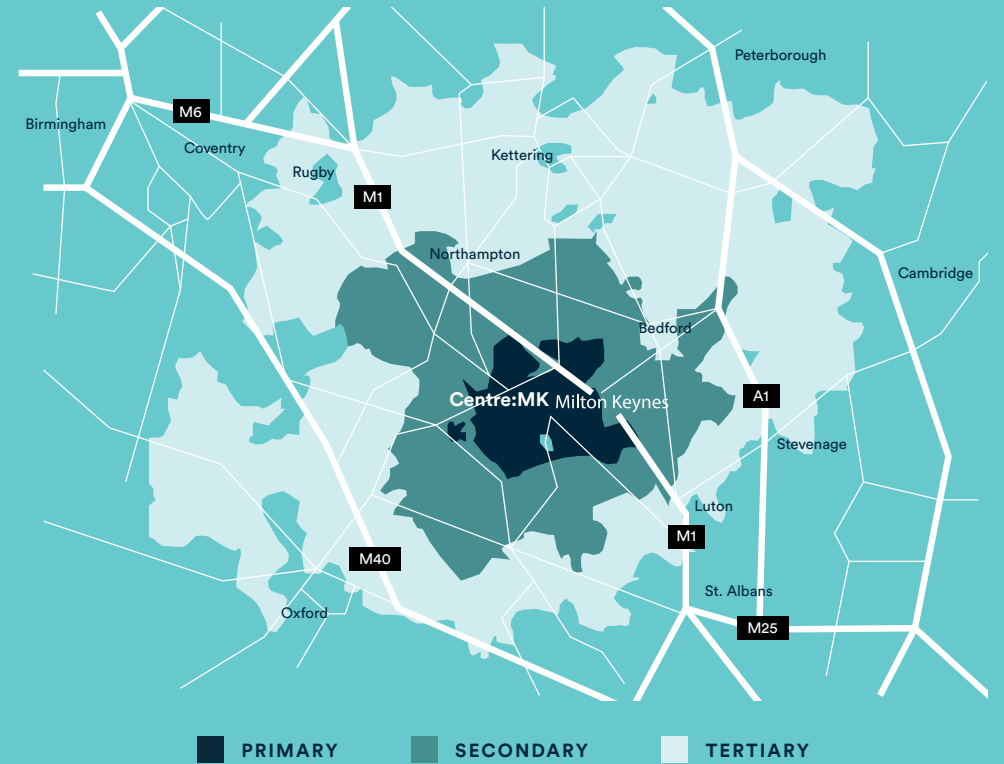 Peterborough
M6
Birmingham
Coventry
Kettering
Rugby
M1
Northampton
Cambridge
Bedford
A1
Centre:MK
Milton Keynes
Stevenage
Luton
M1
M40
St. Albans
Oxford
M25
PRIMARY
SECONDARY
TERTIARY